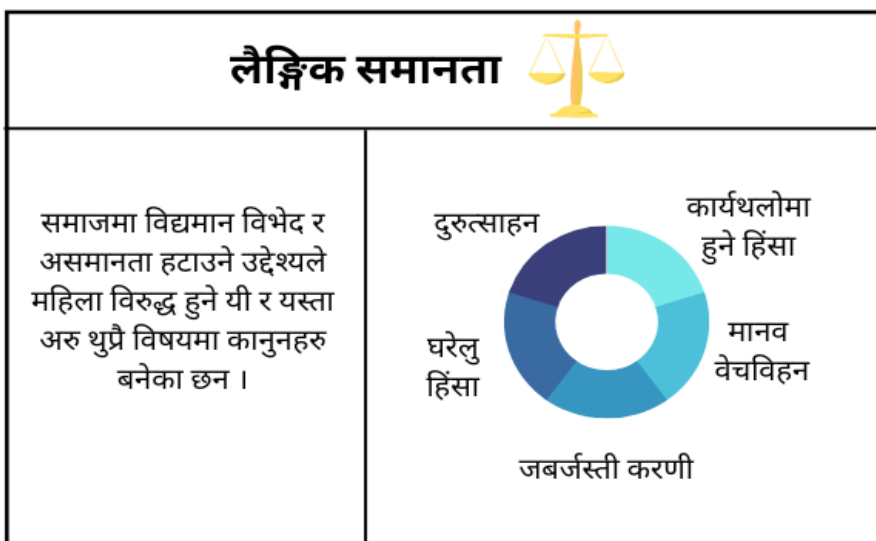 लैङ्गिक समानता
समाजमा विद्यमान विभेद र
असमानता हटाउने उद्देश्यले
महिला विरुद्ध हुने यी र यस्ता
अरु थुप्रै विषयमा कानुनहरु
बनेका छन ।
दुरुत्साहन
कार्यथलोमा
हुने हिंसा
घरेलु
हिंसा
मानव
वेचविहन
जबर्जस्ती करणी